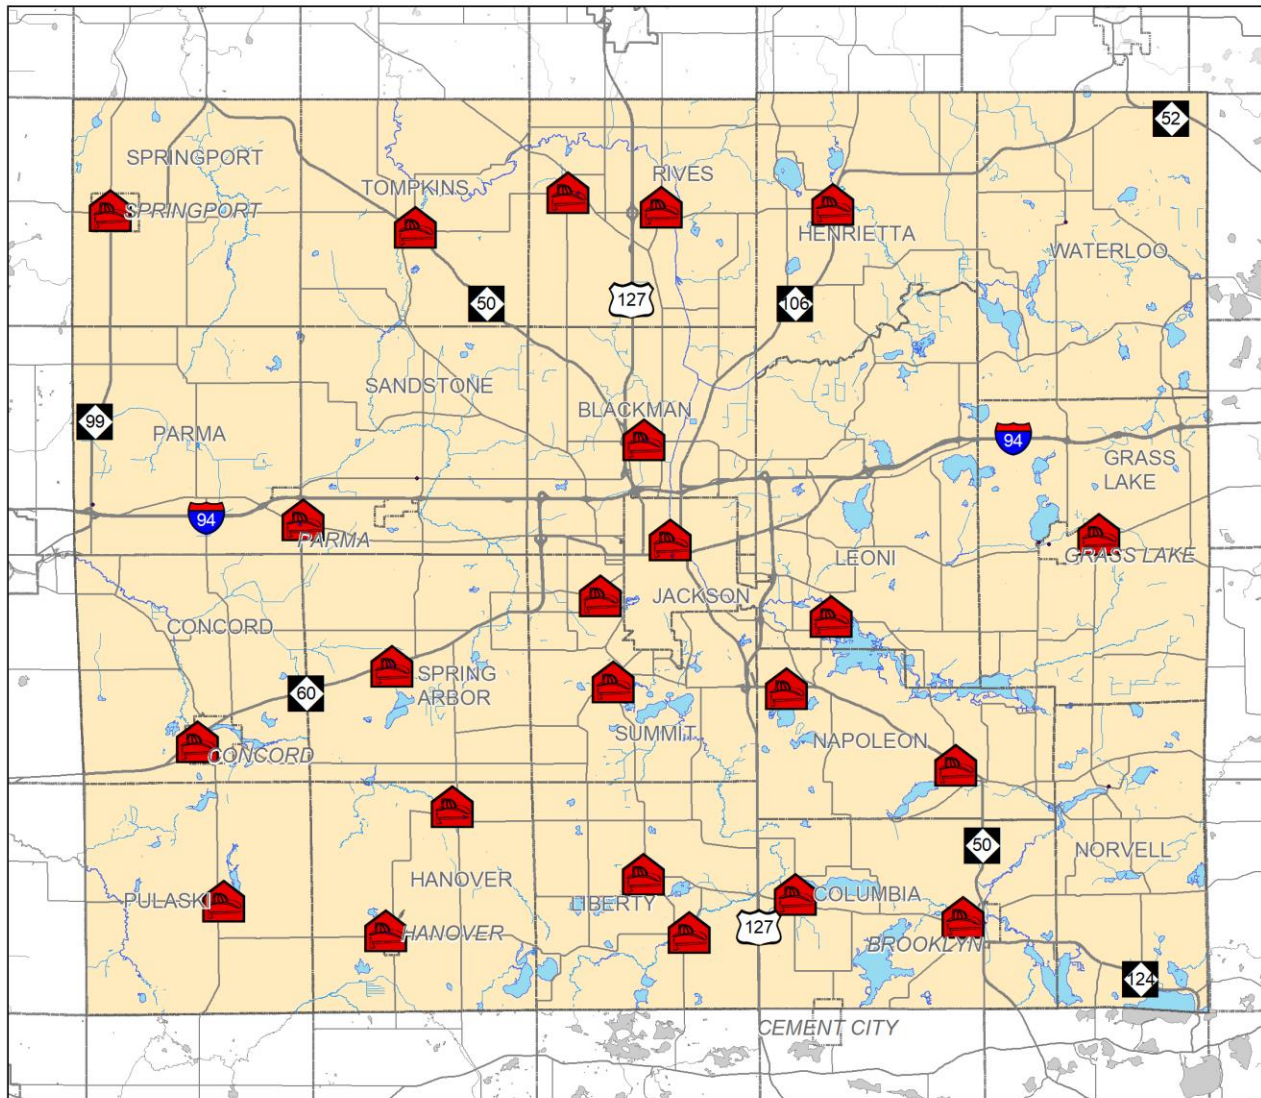 52
SPRINGPORT
TOMPKINS
RIVES
SPRINGPORT
HENRIETTA
WATERLOO
50
127
106
SANDSTONE
BLACKMAN
99
PARMA
94
GRASS
LAKE
94
PARMA
LEONI
GRASS LAKE
JACKSON
CONCORD
SPRING
ARBOR
60
SUMMIT
NAPOLEON
CONCORD
50
NORVELL
HANOVER
PULASKI
LIBERTY
COLUMBIA
127
HANOVER
BROOKLYN
124
CEMENT CITY